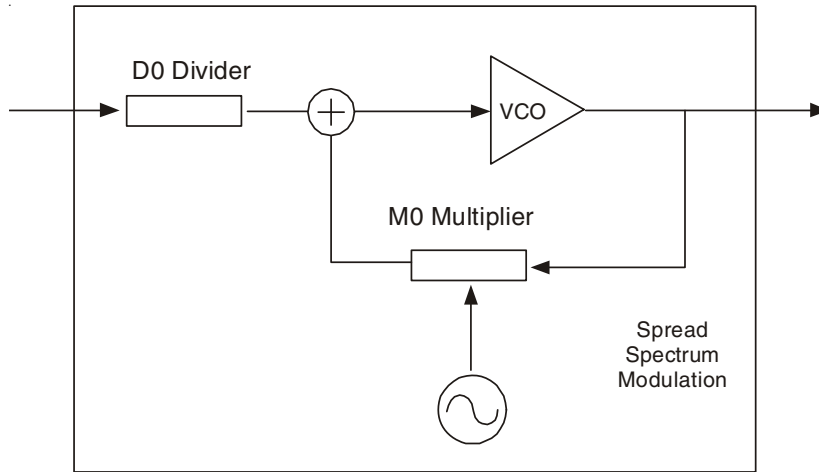 D0 Divider
VCO
M0 Multiplier
Spread
Spectrum
Modulation